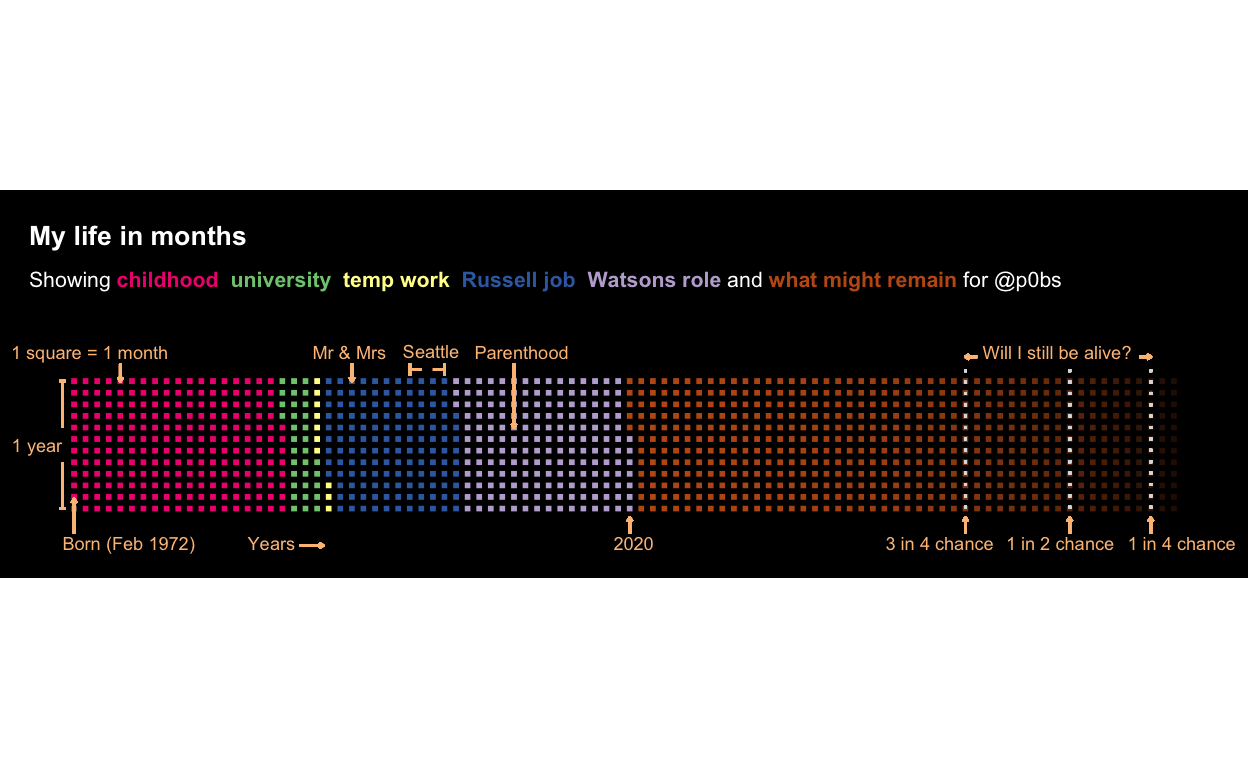 My life in months
Showing childhood university temp work Russell job Watsons role and what might remain for @p0bs
1 square = 1 month
Mr & Mrs
Seattle
Parenthood
Will I still be alive?
1 year
Born (Feb 1972)
Years
2020
3 in 4 chance
1 in 2 chance
1 in 4 chance